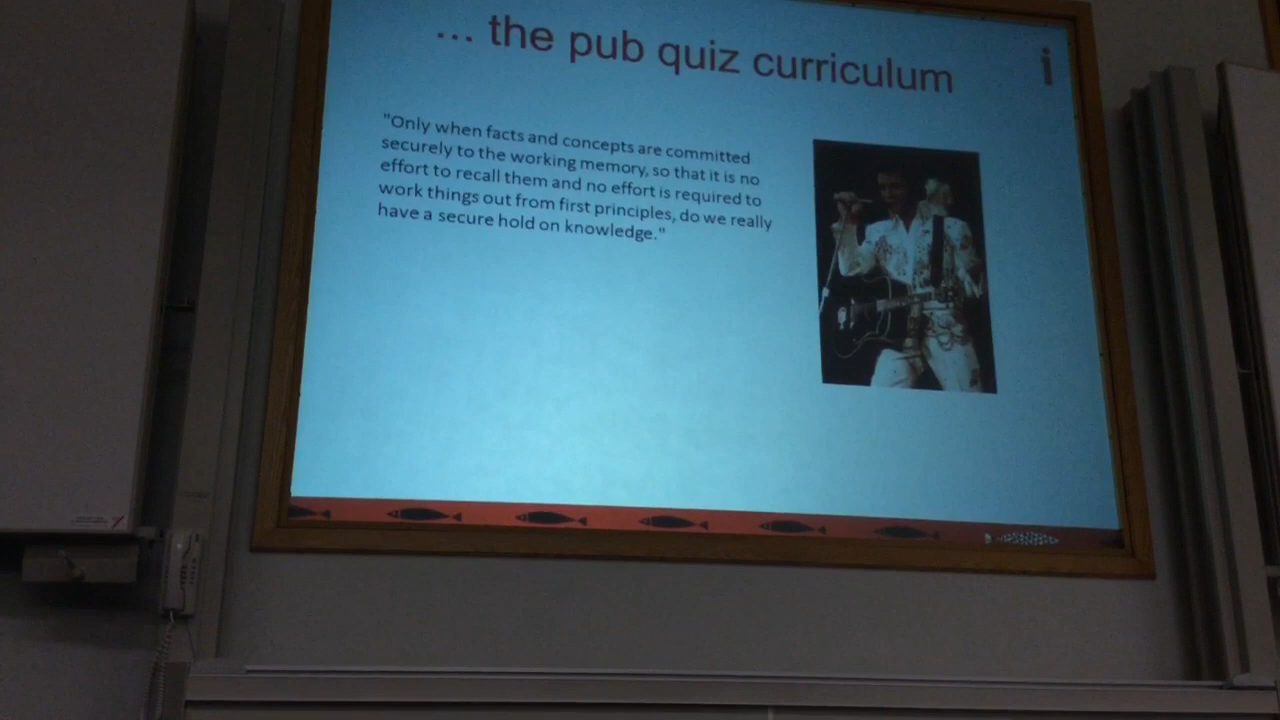 ... the pub quiz curriculum
i
"Only when facts and concepts are committed
securely to the working memory, so that it is no
effort to recall them and no effort is required to
work things out from first principles, do we really
have a secure hold on knowledge."